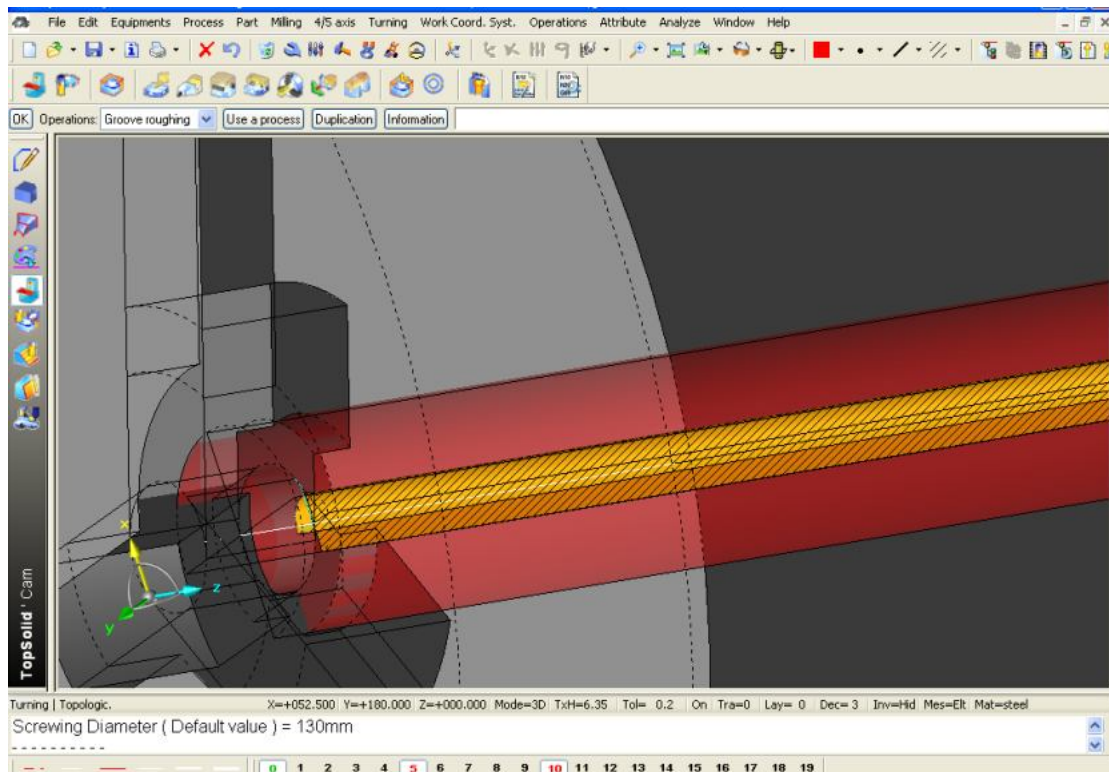 File Edit Equipments Process Part Milling 4/5 axis Turning Work Coord. Syst. Operations Attribute Analyze Window Help
OK Operations: Groove roughing Use a process Duplication Information
x
z
y
TopSolid'Cam
Turning | Topologic. X=+052.500 Y=+180.000 Z=+000.000 Mode=3D TxH=6.35 Tol= 0.2 On Tra=0 Lay= 0 Dec= 3 Inv=Hid Mes=Elt Mat=steel
Screwing Diameter ( Default value ) = 130mm
----------
0 1 2 3 4 5 6 7 8 9 10 11 12 13 14 15 16 17 18 19